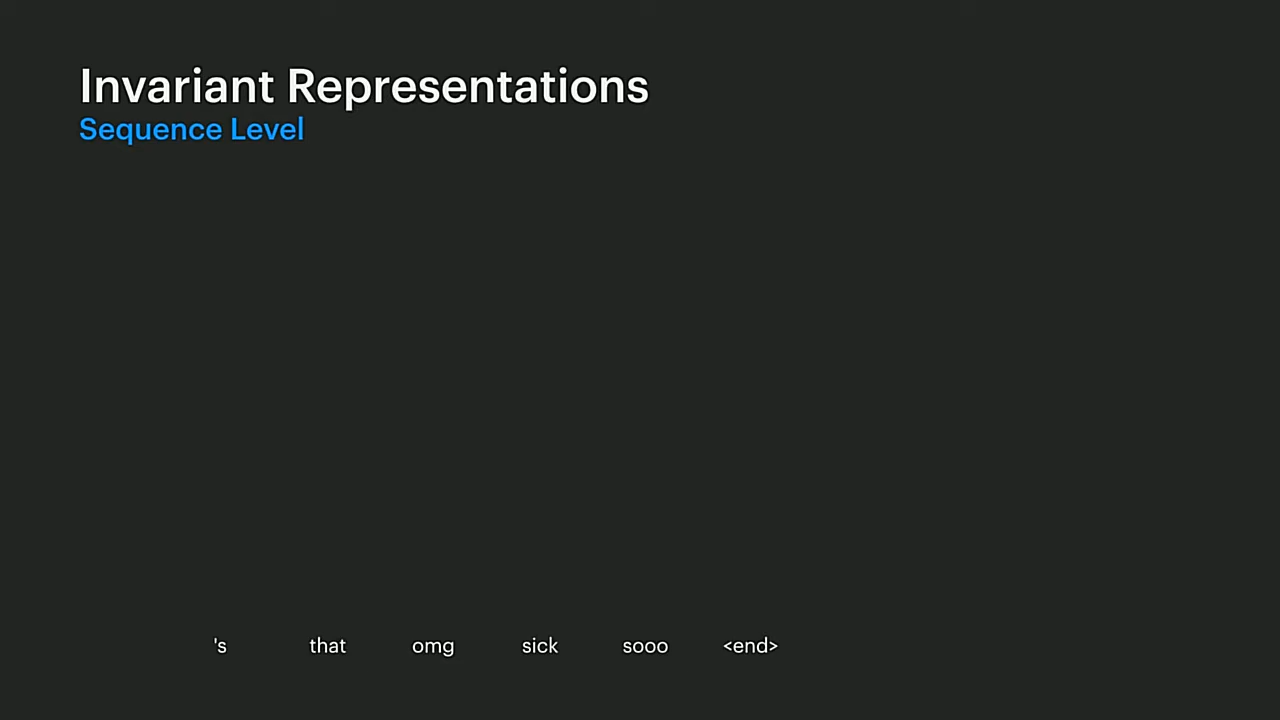 Invariant Representations
Sequence Level
's that omg sick sooo <end>